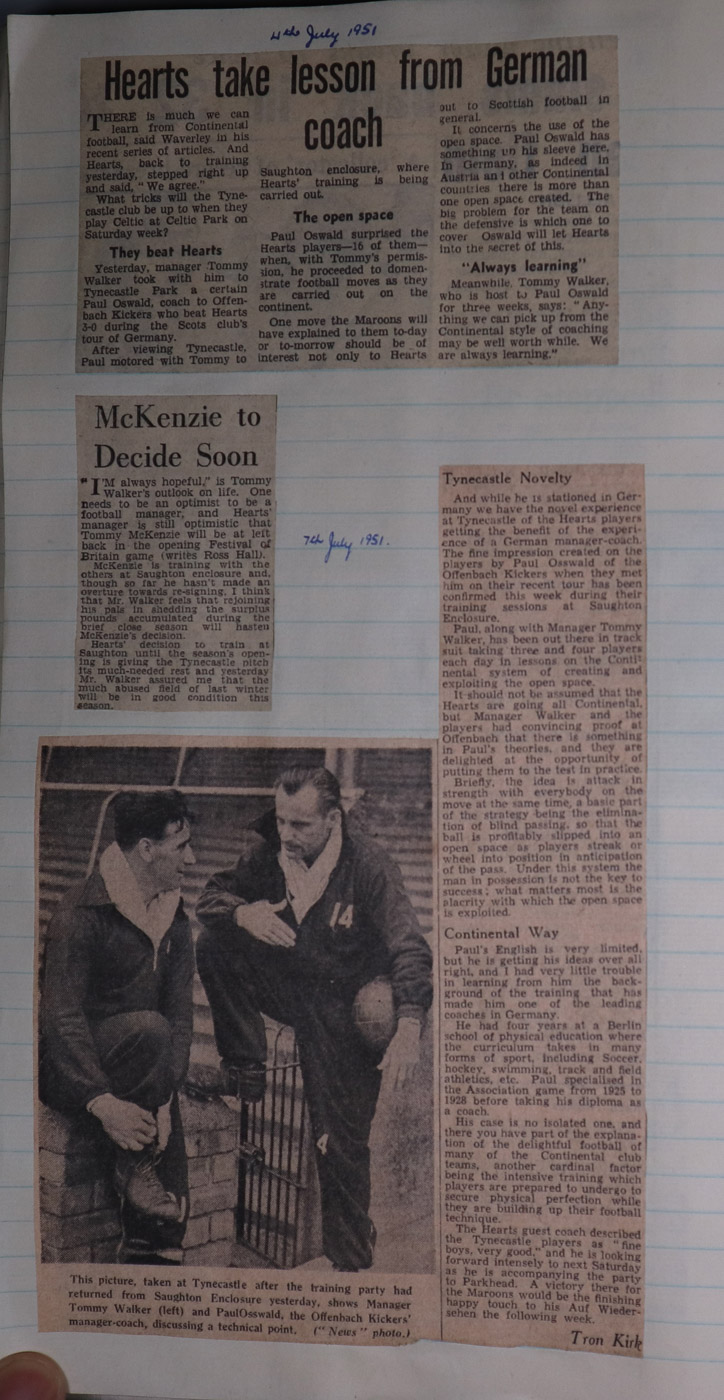 4th July 1951
Hearts take lesson from German
coach
THERE is much we can
learn from Continental
football, said Waverley in his
recent series of articles. And
Hearts, back to training
yesterday, stepped right up
and said, "We agree."
What tricks will the Tyne-
castle club be up to when they
play Celtic at Celtic Park on
Saturday week?
They beat Hearts
Yesterday, manager Tommy
Walker took with him to
Tynecastle Park a certain
Paul Oswald, coach to Offen-
bach Kickers who beat Hearts
3-0 during the Scots club's
tour of Germany.
After viewing Tynecastle,
Paul motored with Tommy to
Saughton enclosure, where
Hearts' training is being
carried out.
The open space
Paul Oswald surprised the
Hearts players—16 of them—
when, with Tommy's permis-
sion, he proceeded to demon-
strate football moves as they
are carried out on the
continent.
One move the Maroons will
have explained to them to-day
or to-morrow should be of
interest not only to Hearts
out to Scottish football in
general.
It concerns the use of the
open space. Paul Oswald has
something up his sleeve here.
In Germany, as indeed in
Austria and other Continental
countries there is more than
one open space created. The
big problem for the team on
the defensive is which one to
cover Oswald will let Hearts
into the secret of this.
"Always learning"
Meanwhile, Tommy Walker,
who is host to Paul Oswald
for three weeks, says: "Any-
thing we can pick up from the
Continental style of coaching
may be well worth while. We
are always learning."
McKenzie to
Decide Soon
"I'M always hopeful," is Tommy
Walker's outlook on life. One
needs to be an optimist to be a
football manager, and Hearts'
manager is still optimistic that
Tommy McKenzie will be at left
back in the opening Festival of
Britain game (writes Ross Hall).
McKenzie is training with the
others at Saughton enclosure and,
though so far he hasn't made an
overture towards re-signing, I think
that Mr. Walker feels that rejoining
his pals in shedding the surplus
pounds accumulated during the
brief close season will hasten
McKenzie's decision.
Hearts' decision to train at
Saughton until the season's open-
ing is giving the Tynecastle pitch
its much-needed rest and yesterday
Mr. Walker assured me that the
much abused field of last winter
will be in good condition this
season.
7th July 1951.
Tynecastle Novelty
And while he is stationed in Ger-
many we have the novel experience
at Tynecastle of the Hearts players
getting the benefit of the experi-
ence of a German manager-coach.
The fine impression created on the
players by Paul Osswald of the
Offenbach Kickers when they met
him on their recent tour has been
confirmed this week during their
training sessions at Saughton
Enclosure.
Paul, along with Manager Tommy
Walker, has been out there in track
suit taking three and four players
each day in lessons on the Conti-
nental system of creating and
exploiting the open space.
It should not be assumed that the
Hearts are going all Continental,
but Manager Walker and the
players had convincing proof at
Offenbach that there is something
in Paul's theories, and they are
delighted at the opportunity of
putting them to the test in practice.
Briefly, the idea is attack in
strength with everybody on the
move at the same time, a basic part
of the strategy being the elimina-
tion of blind passing, so that the
ball is profitably slipped into an
open space as players streak or
wheel into position in anticipation
of the pass. Under this system the
man in possession is not the key to
success; what matters most is the
alacrity with which the open space
is exploited.
Continental Way
Paul's English is very limited,
but he is getting his ideas over all
right, and I had very little trouble
in learning from him the back-
ground of the training that has
made him one of the leading
coaches in Germany.
He had four years at a Berlin
school of physical education where
the curriculum takes in many
forms of sport, including Soccer,
hockey, swimming, track and field
athletics, etc. Paul specialised in
the Association game from 1925 to
1928 before taking his diploma as
a coach.
His case is no isolated one, and
there you have part of the explana-
tion of the delightful football of
many of the Continental club
teams, another cardinal factor
being the intensive training which
players are prepared to undergo to
secure physical perfection while
they are building up their football
technique.
The Hearts guest coach described
the Tynecastle players as "fine
boys, very good," and he is looking
forward intensely to next Saturday
as he is accompanying the party
to Parkhead. A victory there for
the Maroons would be the finishing
happy touch to his Auf Wieder-
sehen the following week.
Tron Kirk
14
4
This picture, taken at Tynecastle after the training party had
returned from Saughton Enclosure yesterday, shows Manager
Tommy Walker (left) and PaulOsswald, the Offenbach Kickers'
manager-coach, discussing a technical point. ("News" photo.)